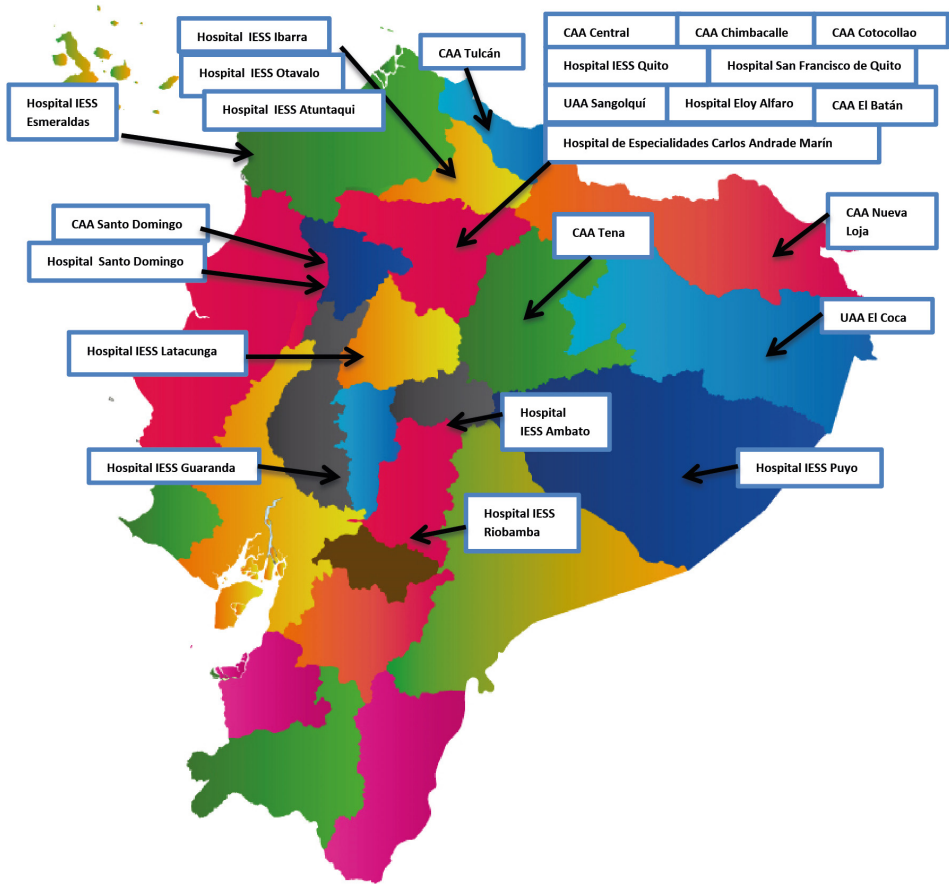 Hospital IESS Ibarra
Hospital IESS Otavalo
Hospital IESS Atuntaqui
CAA Tulcán
CAA Central
CAA Chimbacalle
CAA Cotocollao
Hospital IESS Quito
Hospital San Francisco de Quito
UAA Sangolquí
Hospital Eloy Alfaro
CAA El Batán
Hospital de Especialidades Carlos Andrade Marín
Hospital IESS
Esmeraldas
CAA Santo Domingo
Hospital Santo Domingo
CAA Tena
CAA Nueva
Loja
UAA El Coca
Hospital IESS Latacunga
Hospital
IESS Ambato
Hospital IESS Guaranda
Hospital IESS Puyo
Hospital IESS
Riobamba